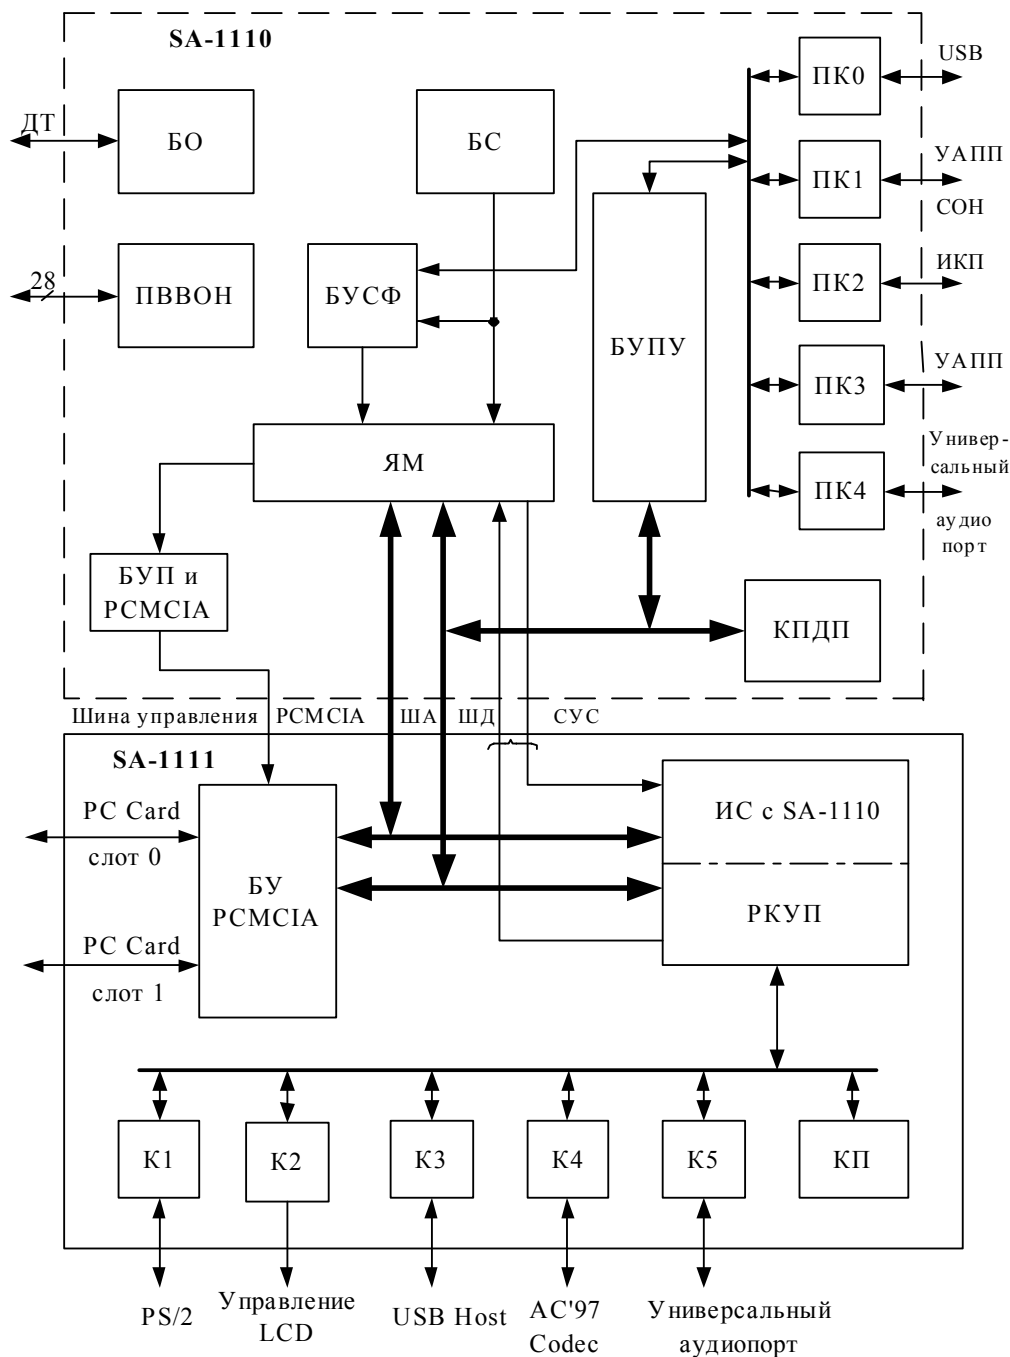 SA-1110
ДТ
БО
БС
ПК0
USB
ПК1
УАПП
СОН
28
ПВВОН
БУСФ
БУПУ
ПК2
ИКП
ПК3
УАПП
ЯМ
ПК4
Универ-
сальный
аудио
порт
БУП и
PCMCIA
КПДП
Шина управления PCMCIA ША ШД СУС
SA-1111
PC Card
слот 0
БУ
PCMCIA
ИС с SA-1110
РКУП
PC Card
слот 1
К1
К2
К3
К4
К5
КП
PS/2
Управление
LCD
USB Host
AC'97
Codec
Универсальный
аудиопорт